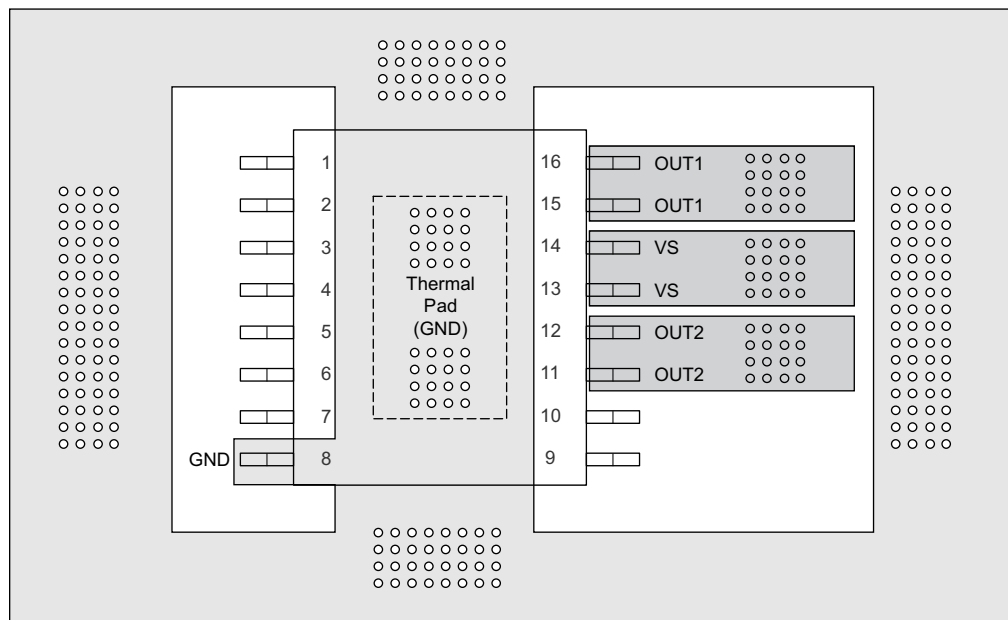 1 16 OUT1
2 15 OUT1
3 14 VS
4 Thermal 13 VS
Pad
5 (GND) 12 OUT2
6 11 OUT2
7 10
GND 8 9